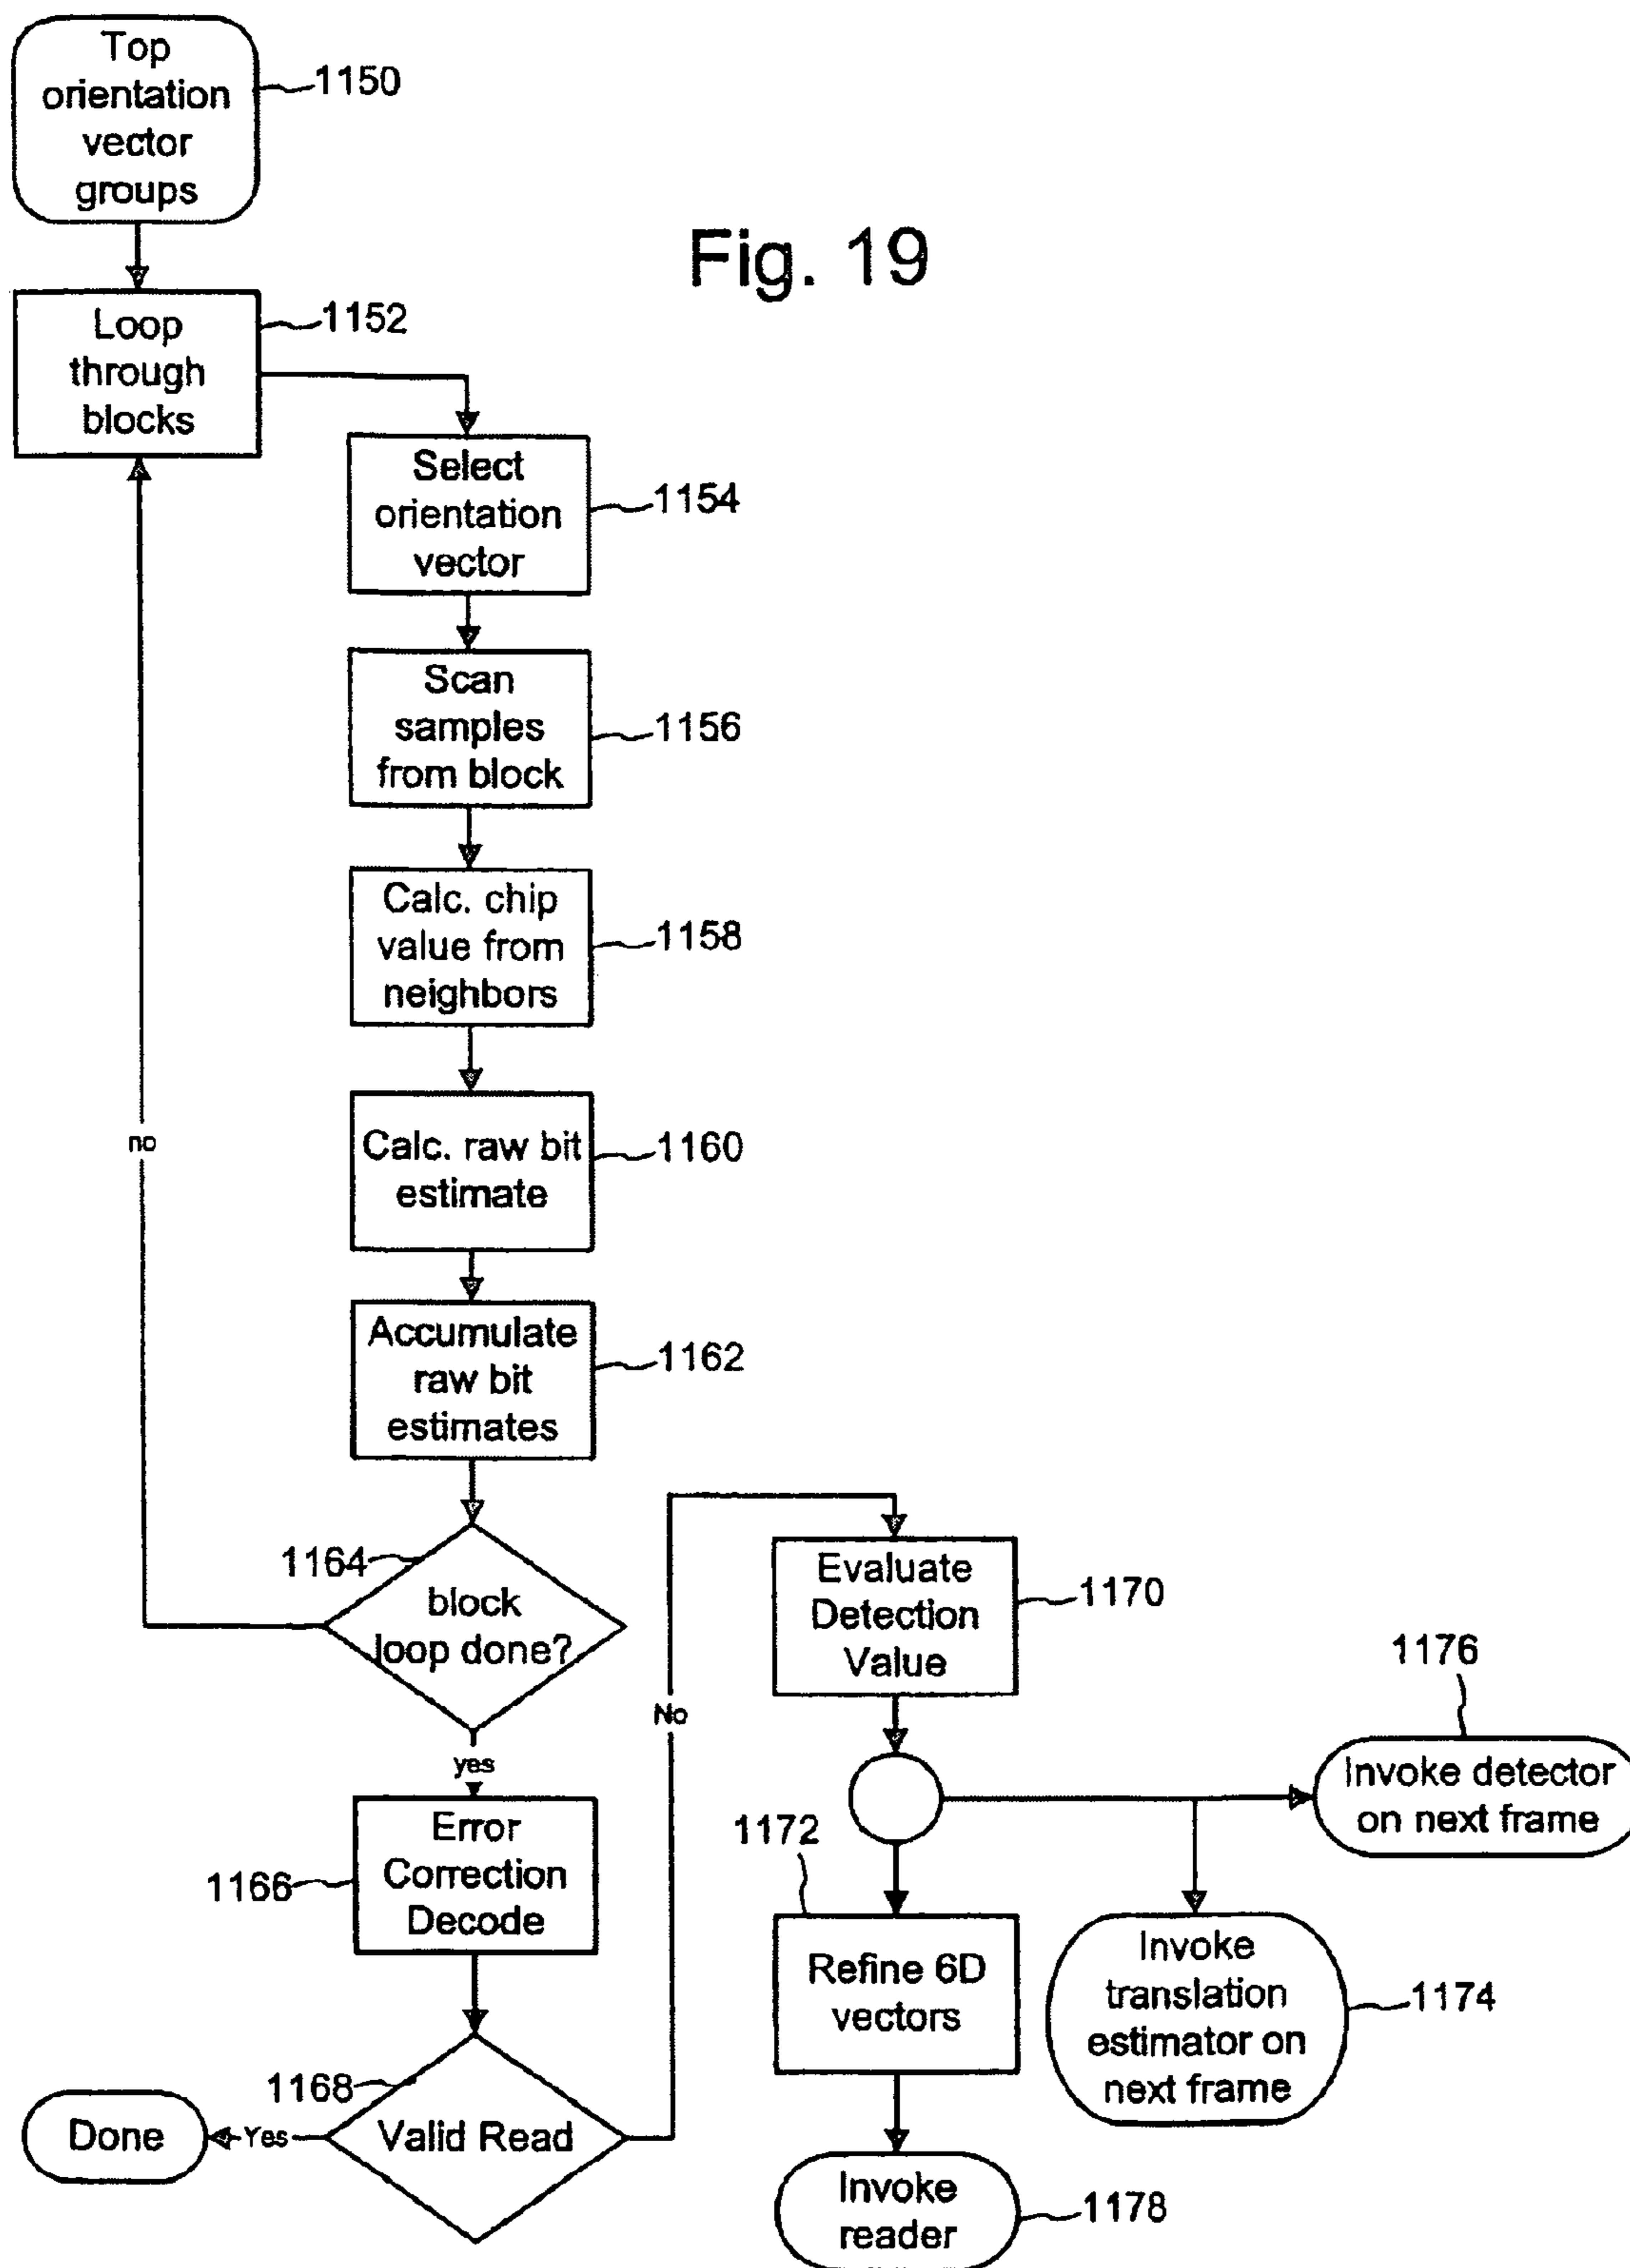 Top
orientation
vector
groups
1150
Fig. 19
Loop
through
blocks
1152
Select
orientation
vector
1154
Scan
samples
from block
1156
Calc. chip
value from
neighbors
1158
no
Calc. raw bit
estimate
1160
Accumulate
raw bit
estimates
1162
1164
block
loop done?
yes
Error
Correction
Decode
1166
1168
Valid Read
Yes
Done
No
Evaluate
Detection
Value
1170
1176
Invoke detector
on next frame
1172
Refine 6D
vectors
Invoke
translation
estimator on
next frame
1174
Invoke
reader
1178